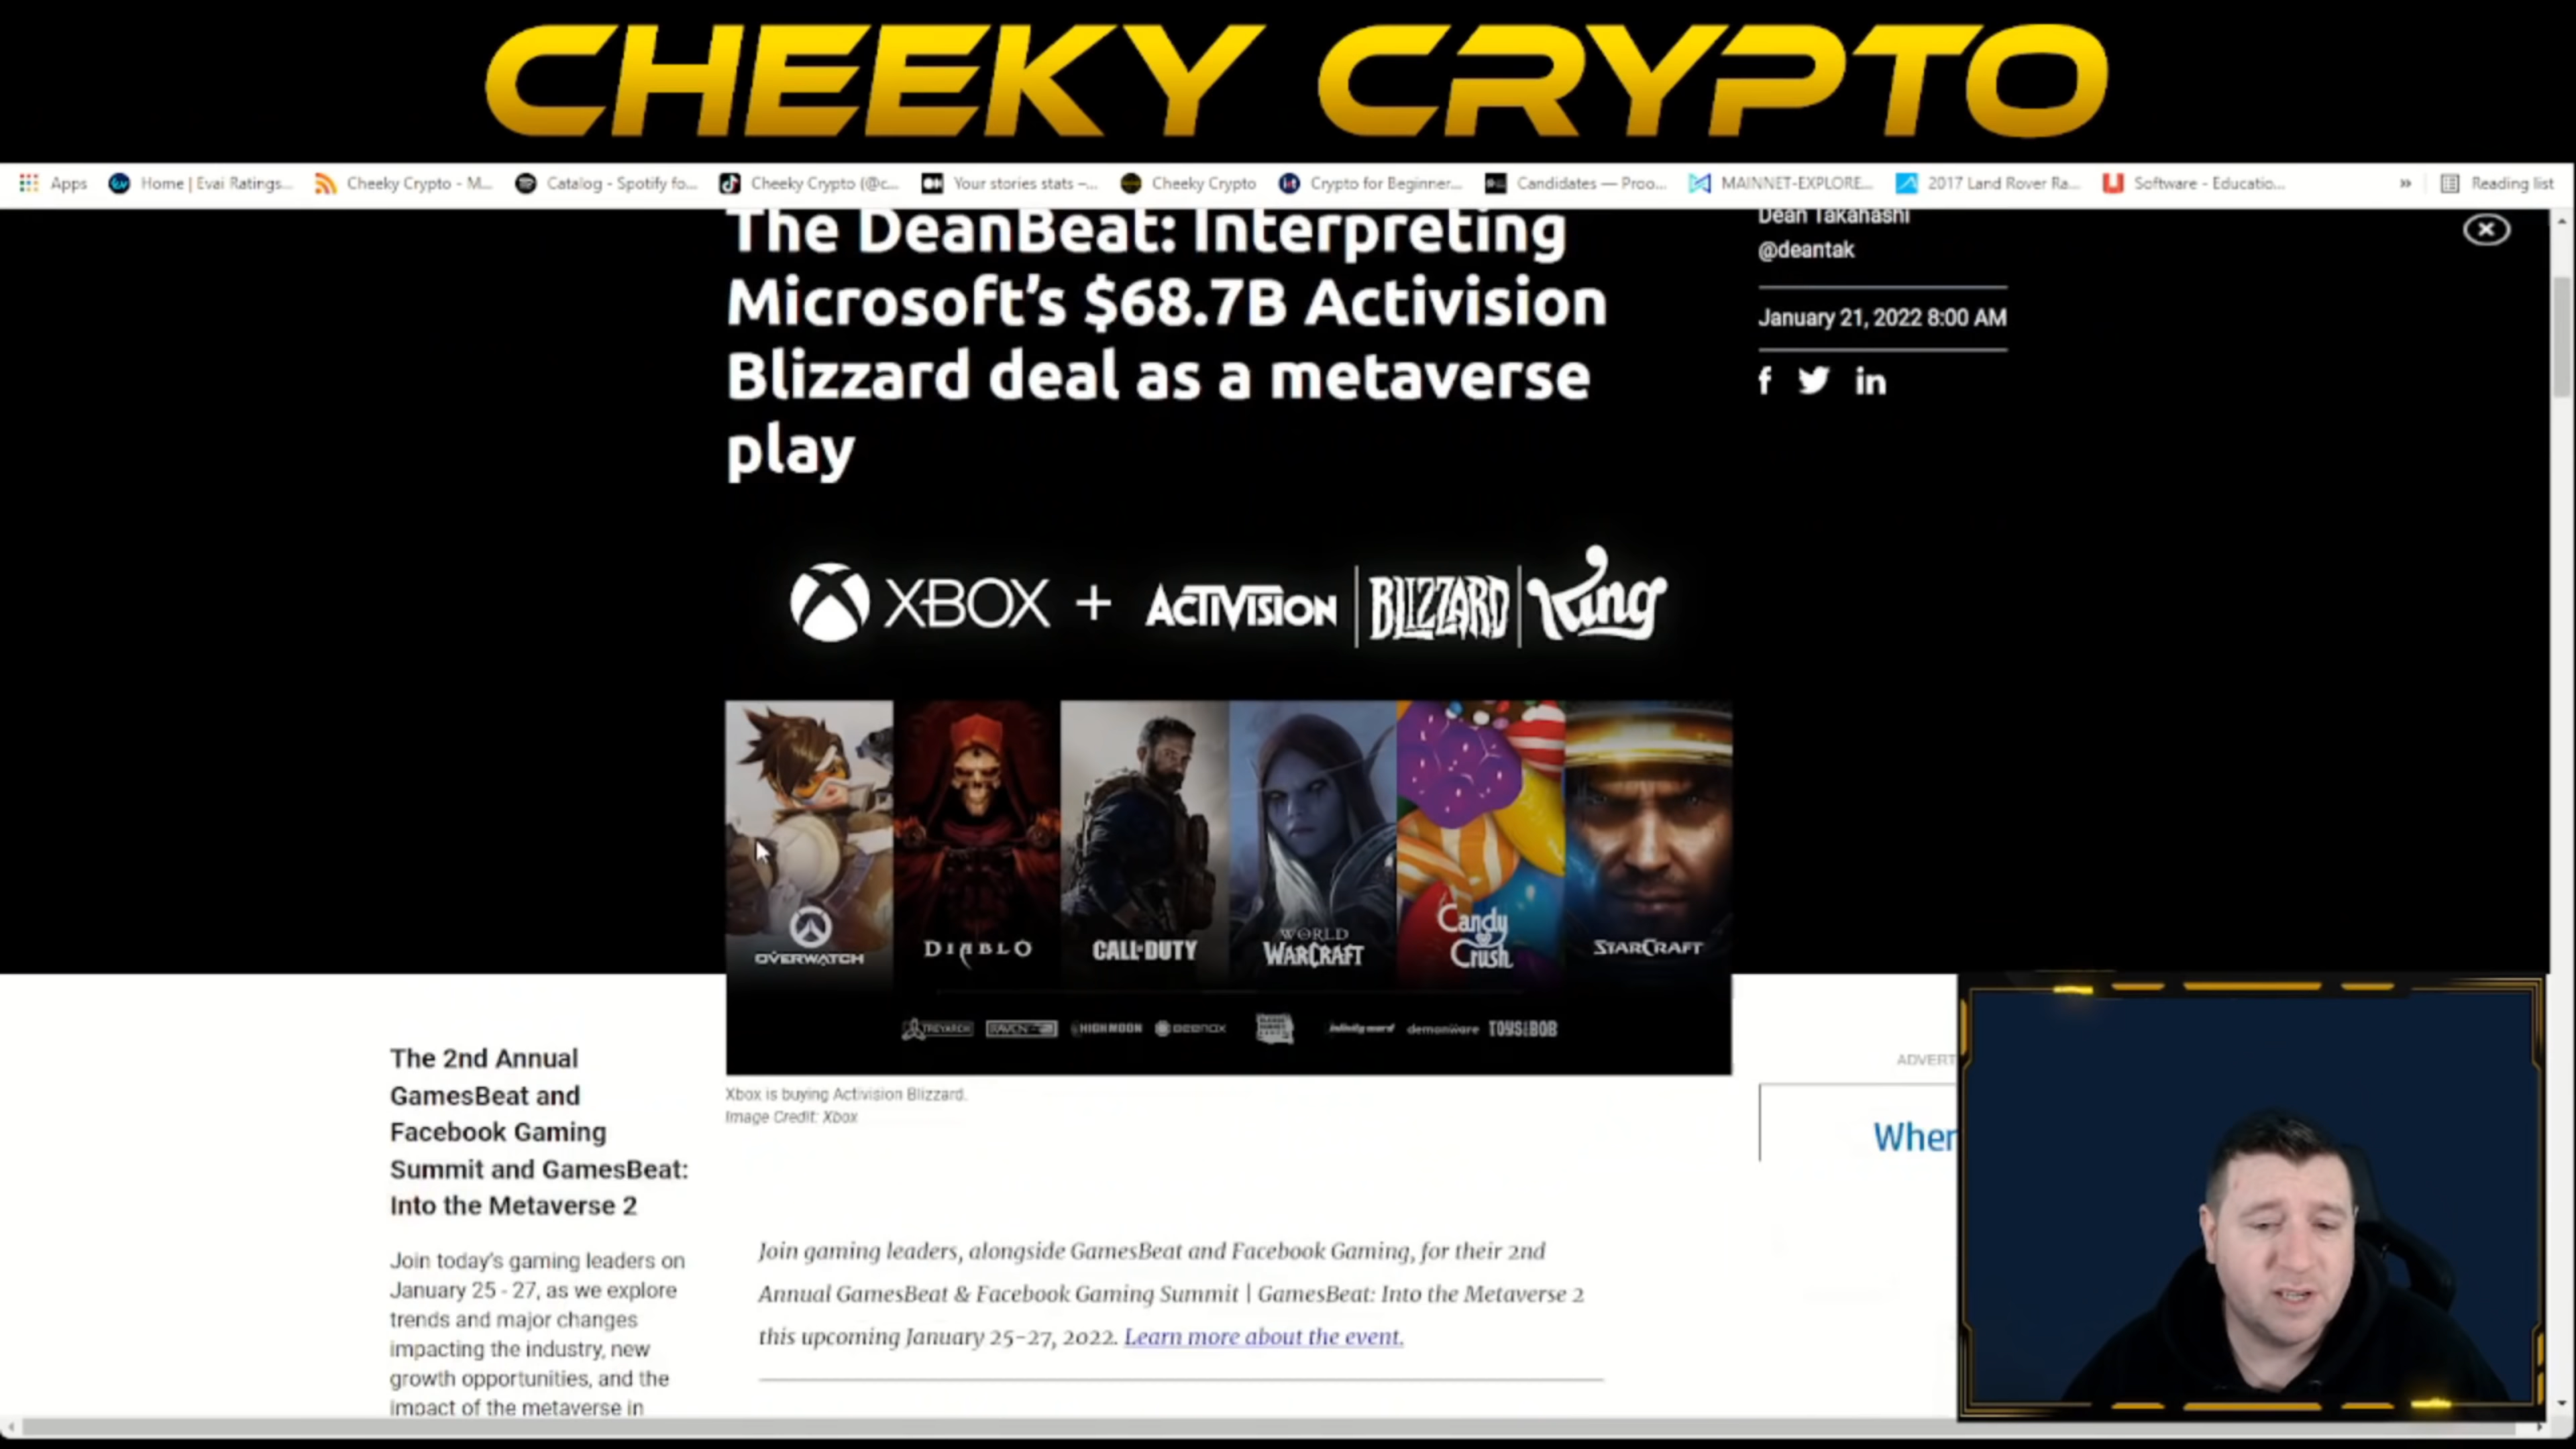 CHEEKY CRYPTO
Apps Home | Evai Ratings... Cheeky Crypto - M... Catalog - Spotify fo... Cheeky Crypto (@c... Your stories stats –... Cheeky Crypto Crypto for Beginner... Candidates — Proo... MAINNET-EXPLORE... 2017 Land Rover Ra... Software - Educatio... » Reading list
The DeanBeat: Interpreting
Microsoft’s $68.7B Activision
Blizzard deal as a metaverse
play
Dean Takahashi
@deantak
January 21, 2022 8:00 AM
f in
XBOX + ACTIVISION | BLIZZARD | King
OVERWATCH
DIABLO
CALL OF DUTY
WORLD
WARCRAFT
Candy
Crush
STARCRAFT
TREYARCH RAVEN HIGH MOON BEENOX infinity ward demonware TOYS BOB
Xbox is buying Activision Blizzard.
Image Credit: Xbox
The 2nd Annual
GamesBeat and
Facebook Gaming
Summit and GamesBeat:
Into the Metaverse 2
Join today’s gaming leaders on
January 25 - 27, as we explore
trends and major changes
impacting the industry, new
growth opportunities, and the
impact of the metaverse in
Join gaming leaders, alongside GamesBeat and Facebook Gaming, for their 2nd
Annual GamesBeat & Facebook Gaming Summit | GamesBeat: Into the Metaverse 2
this upcoming January 25-27, 2022. Learn more about the event.
ADVERT
Wher